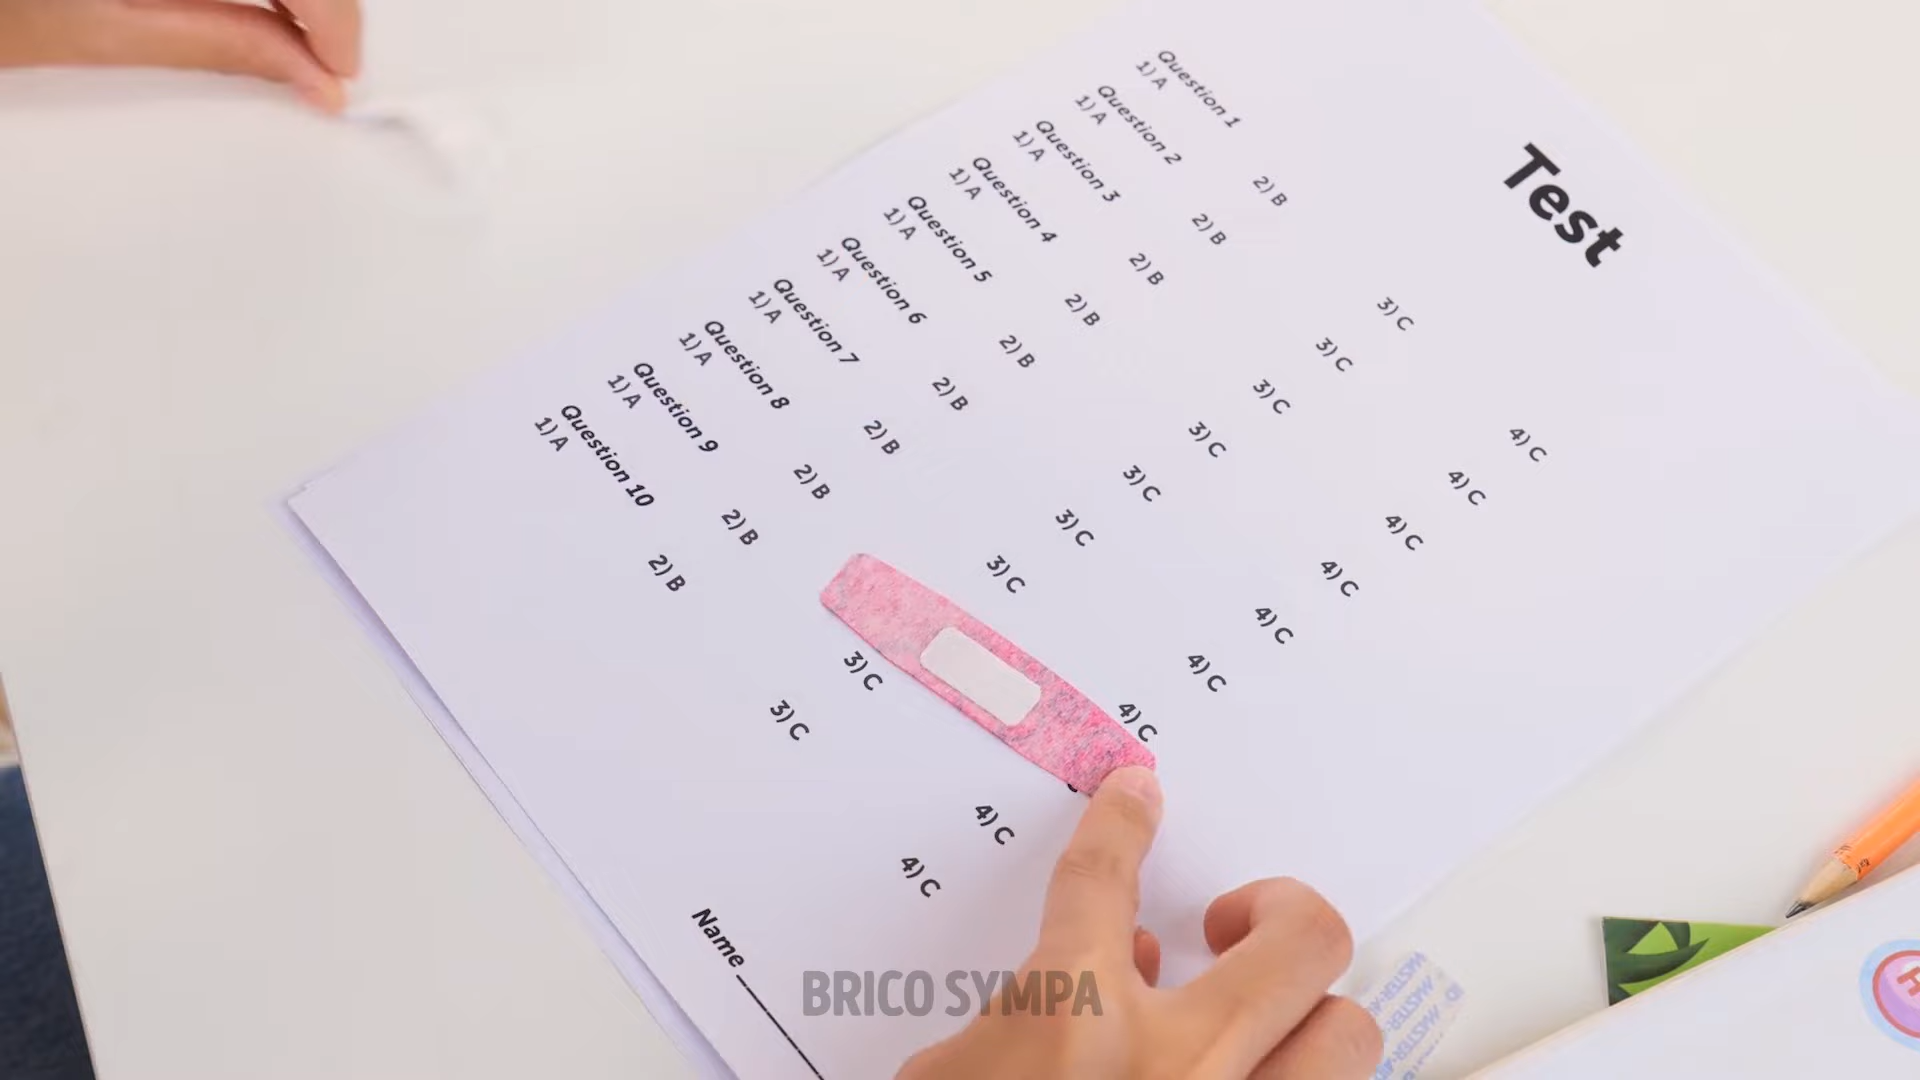 Test
Question 1
1) A 2) B 3) C 4) C
Question 2
1) A 2) B 3) C 4) C
Question 3
1) A 2) B 3) C 4) C
Question 4
1) A 2) B 3) C 4) C
Question 5
1) A 2) B 3) C 4) C
Question 6
1) A 2) B 3) C 4) C
Question 7
1) A 2) B 3) C 4) C
Question 8
1) A 2) B
Question 9
1) A 2) B 3) C 4) C
Question 10
1) A 2) B 3) C 4) C
Name
BRICO SYMPA